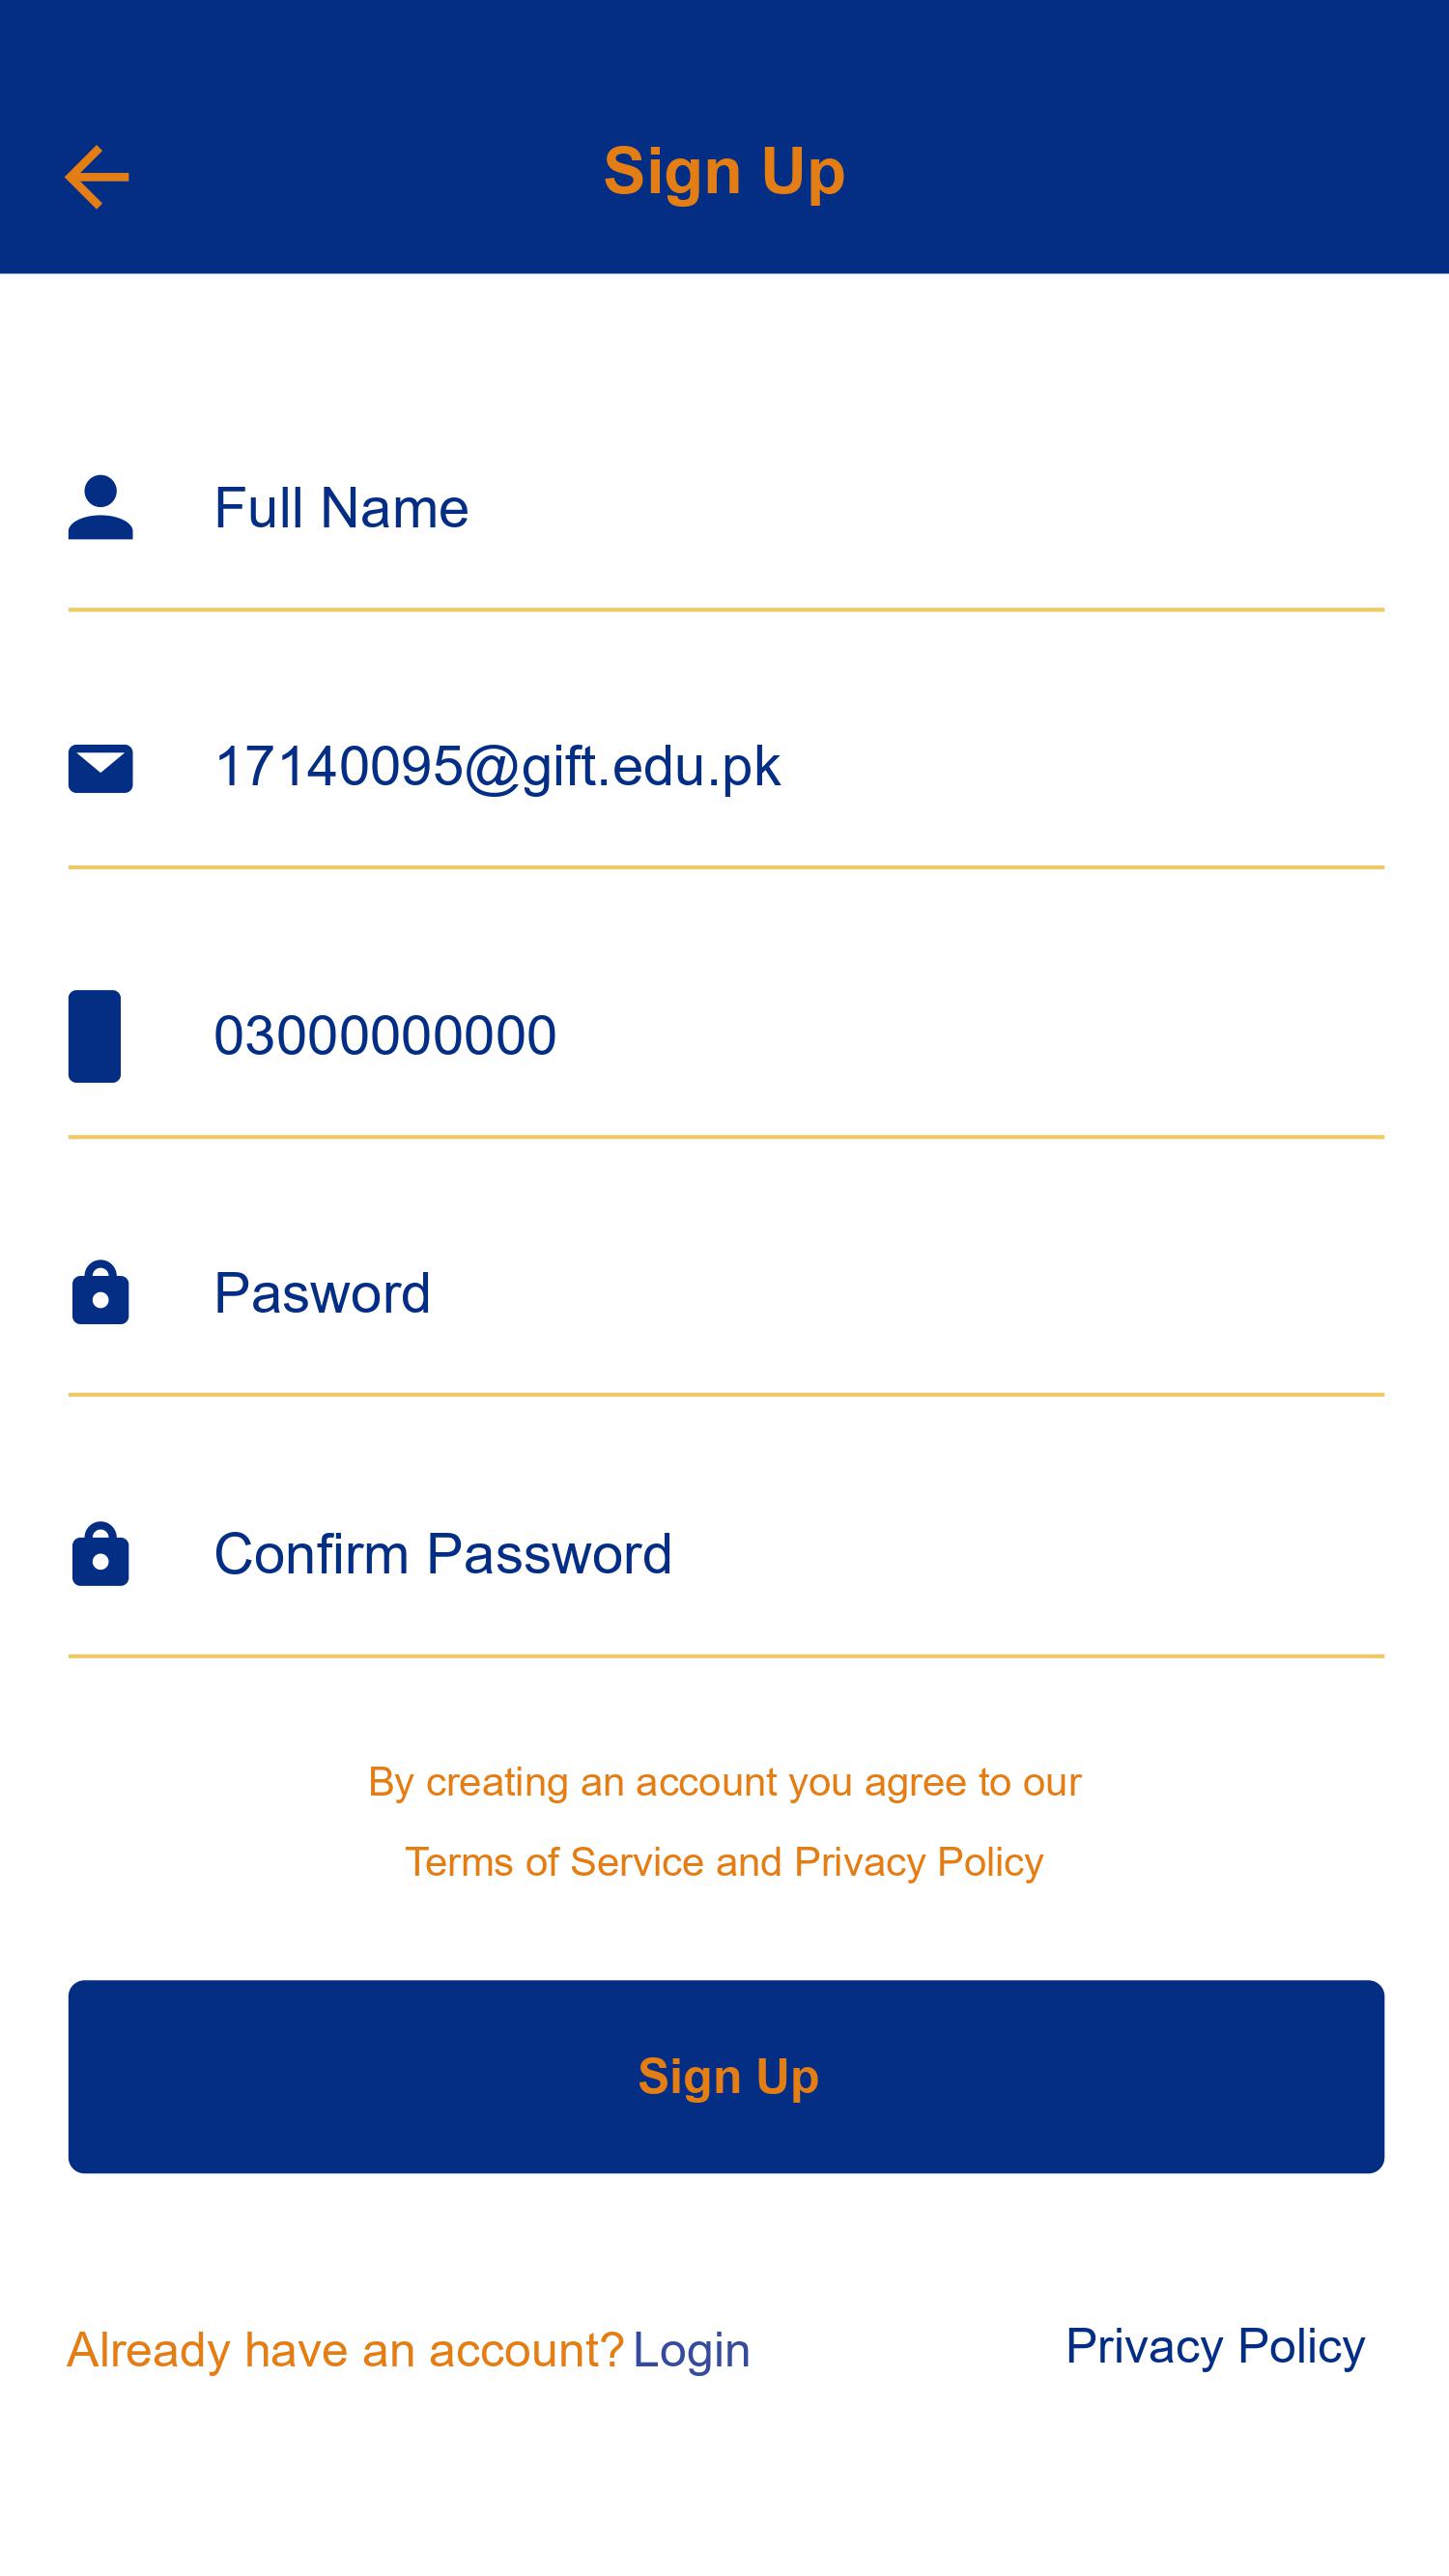 Sign Up
Full Name
17140095@gift.edu.pk
03000000000
Pasword
Confirm Password
By creating an account you agree to our
Terms of Service and Privacy Policy
Sign Up
Already have an account? Login
Privacy Policy